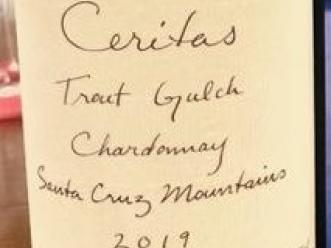 Ceritas
Trout Gulch
Chardonnay
Santa Cruz Mountains
2019